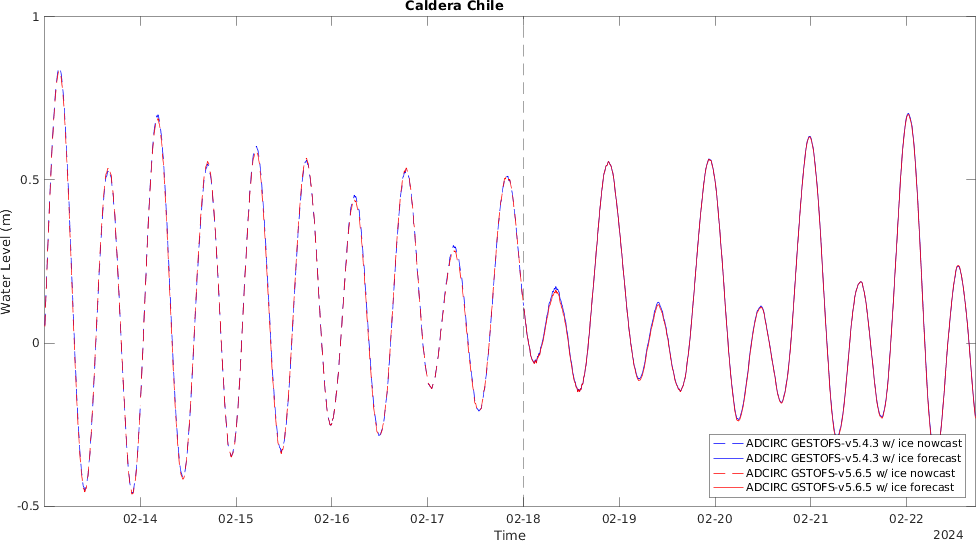 Caldera Chile
1
0.5
0
-0.5
Water Level (m)
ADCIRC GESTOFS-v5.4.3 w/ ice nowcast
ADCIRC GESTOFS-v5.4.3 w/ ice forecast
ADCIRC GSTOFS-v5.6.5 w/ ice nowcast
ADCIRC GSTOFS-v5.6.5 w/ ice forecast
02-14 02-15 02-16 02-17 02-18 02-19 02-20 02-21 02-22
Time
2024